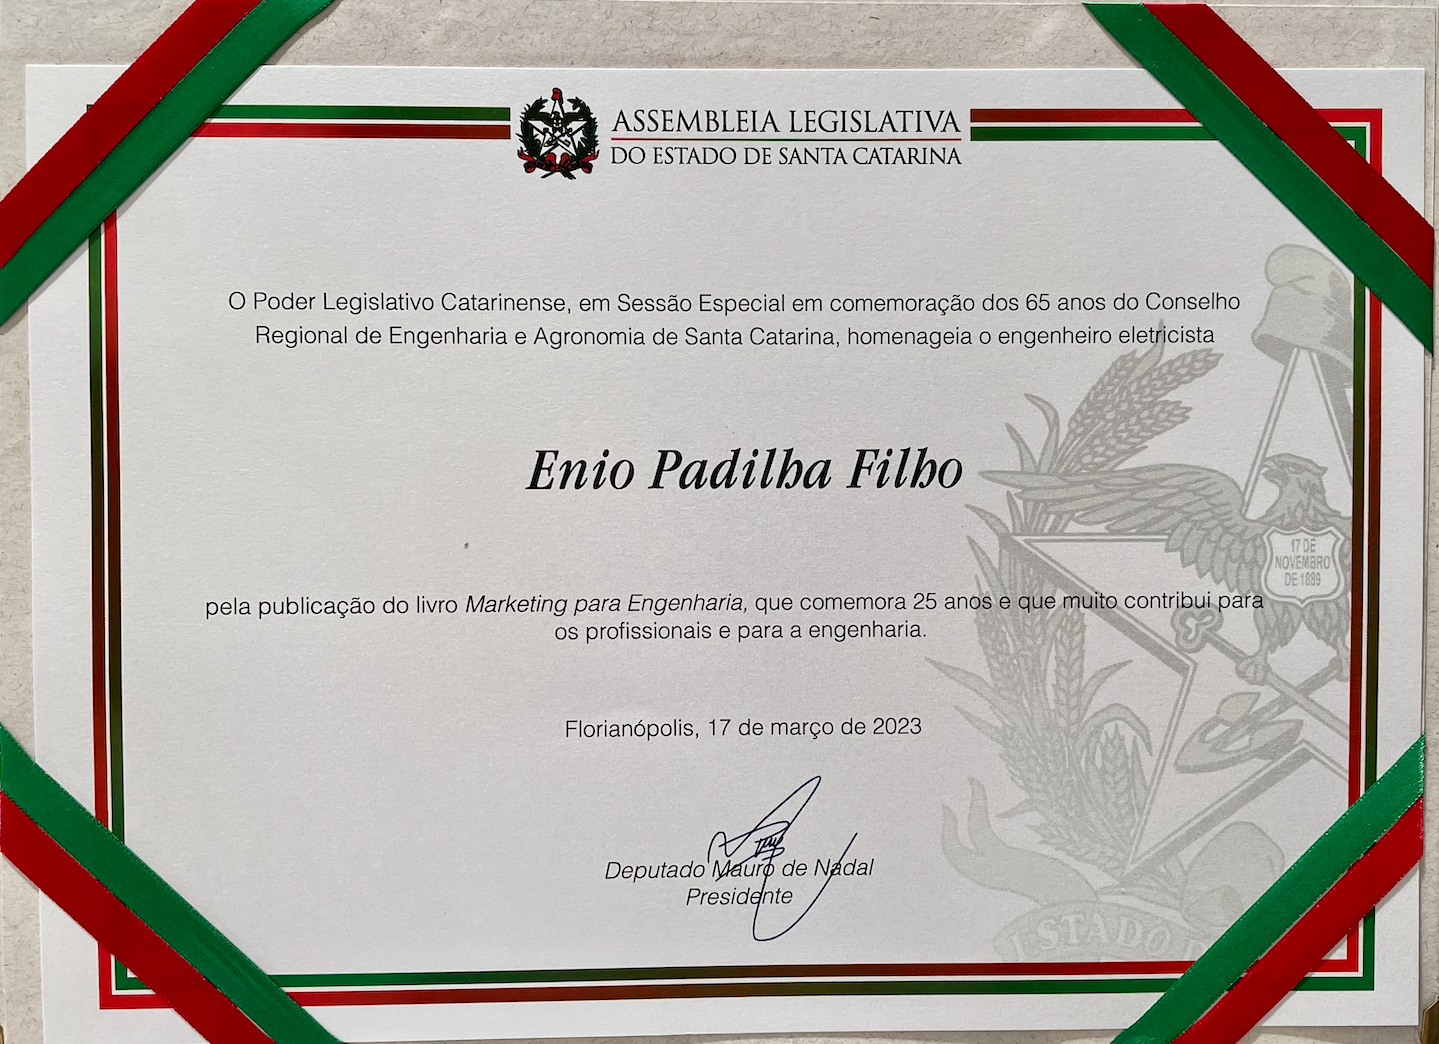 ASSEMBLEIA LEGISLATIVA
DO ESTADO DE SANTA CATARINA
O Poder Legislativo Catarinense, em Sessão Especial em comemoração dos 65 anos do Conselho
Regional de Engenharia e Agronomia de Santa Catarina, homenageia o engenheiro eletricista
Enio Padilha Filho
17 DE
NOVEMBRO
DE 1889
pela publicação do livro Marketing para Engenharia, que comemora 25 anos e que muito contribui para
os profissionais e para a engenharia.
Florianópolis, 17 de março de 2023
Deputado Mauro de Nadal
Presidente
ESTADO D